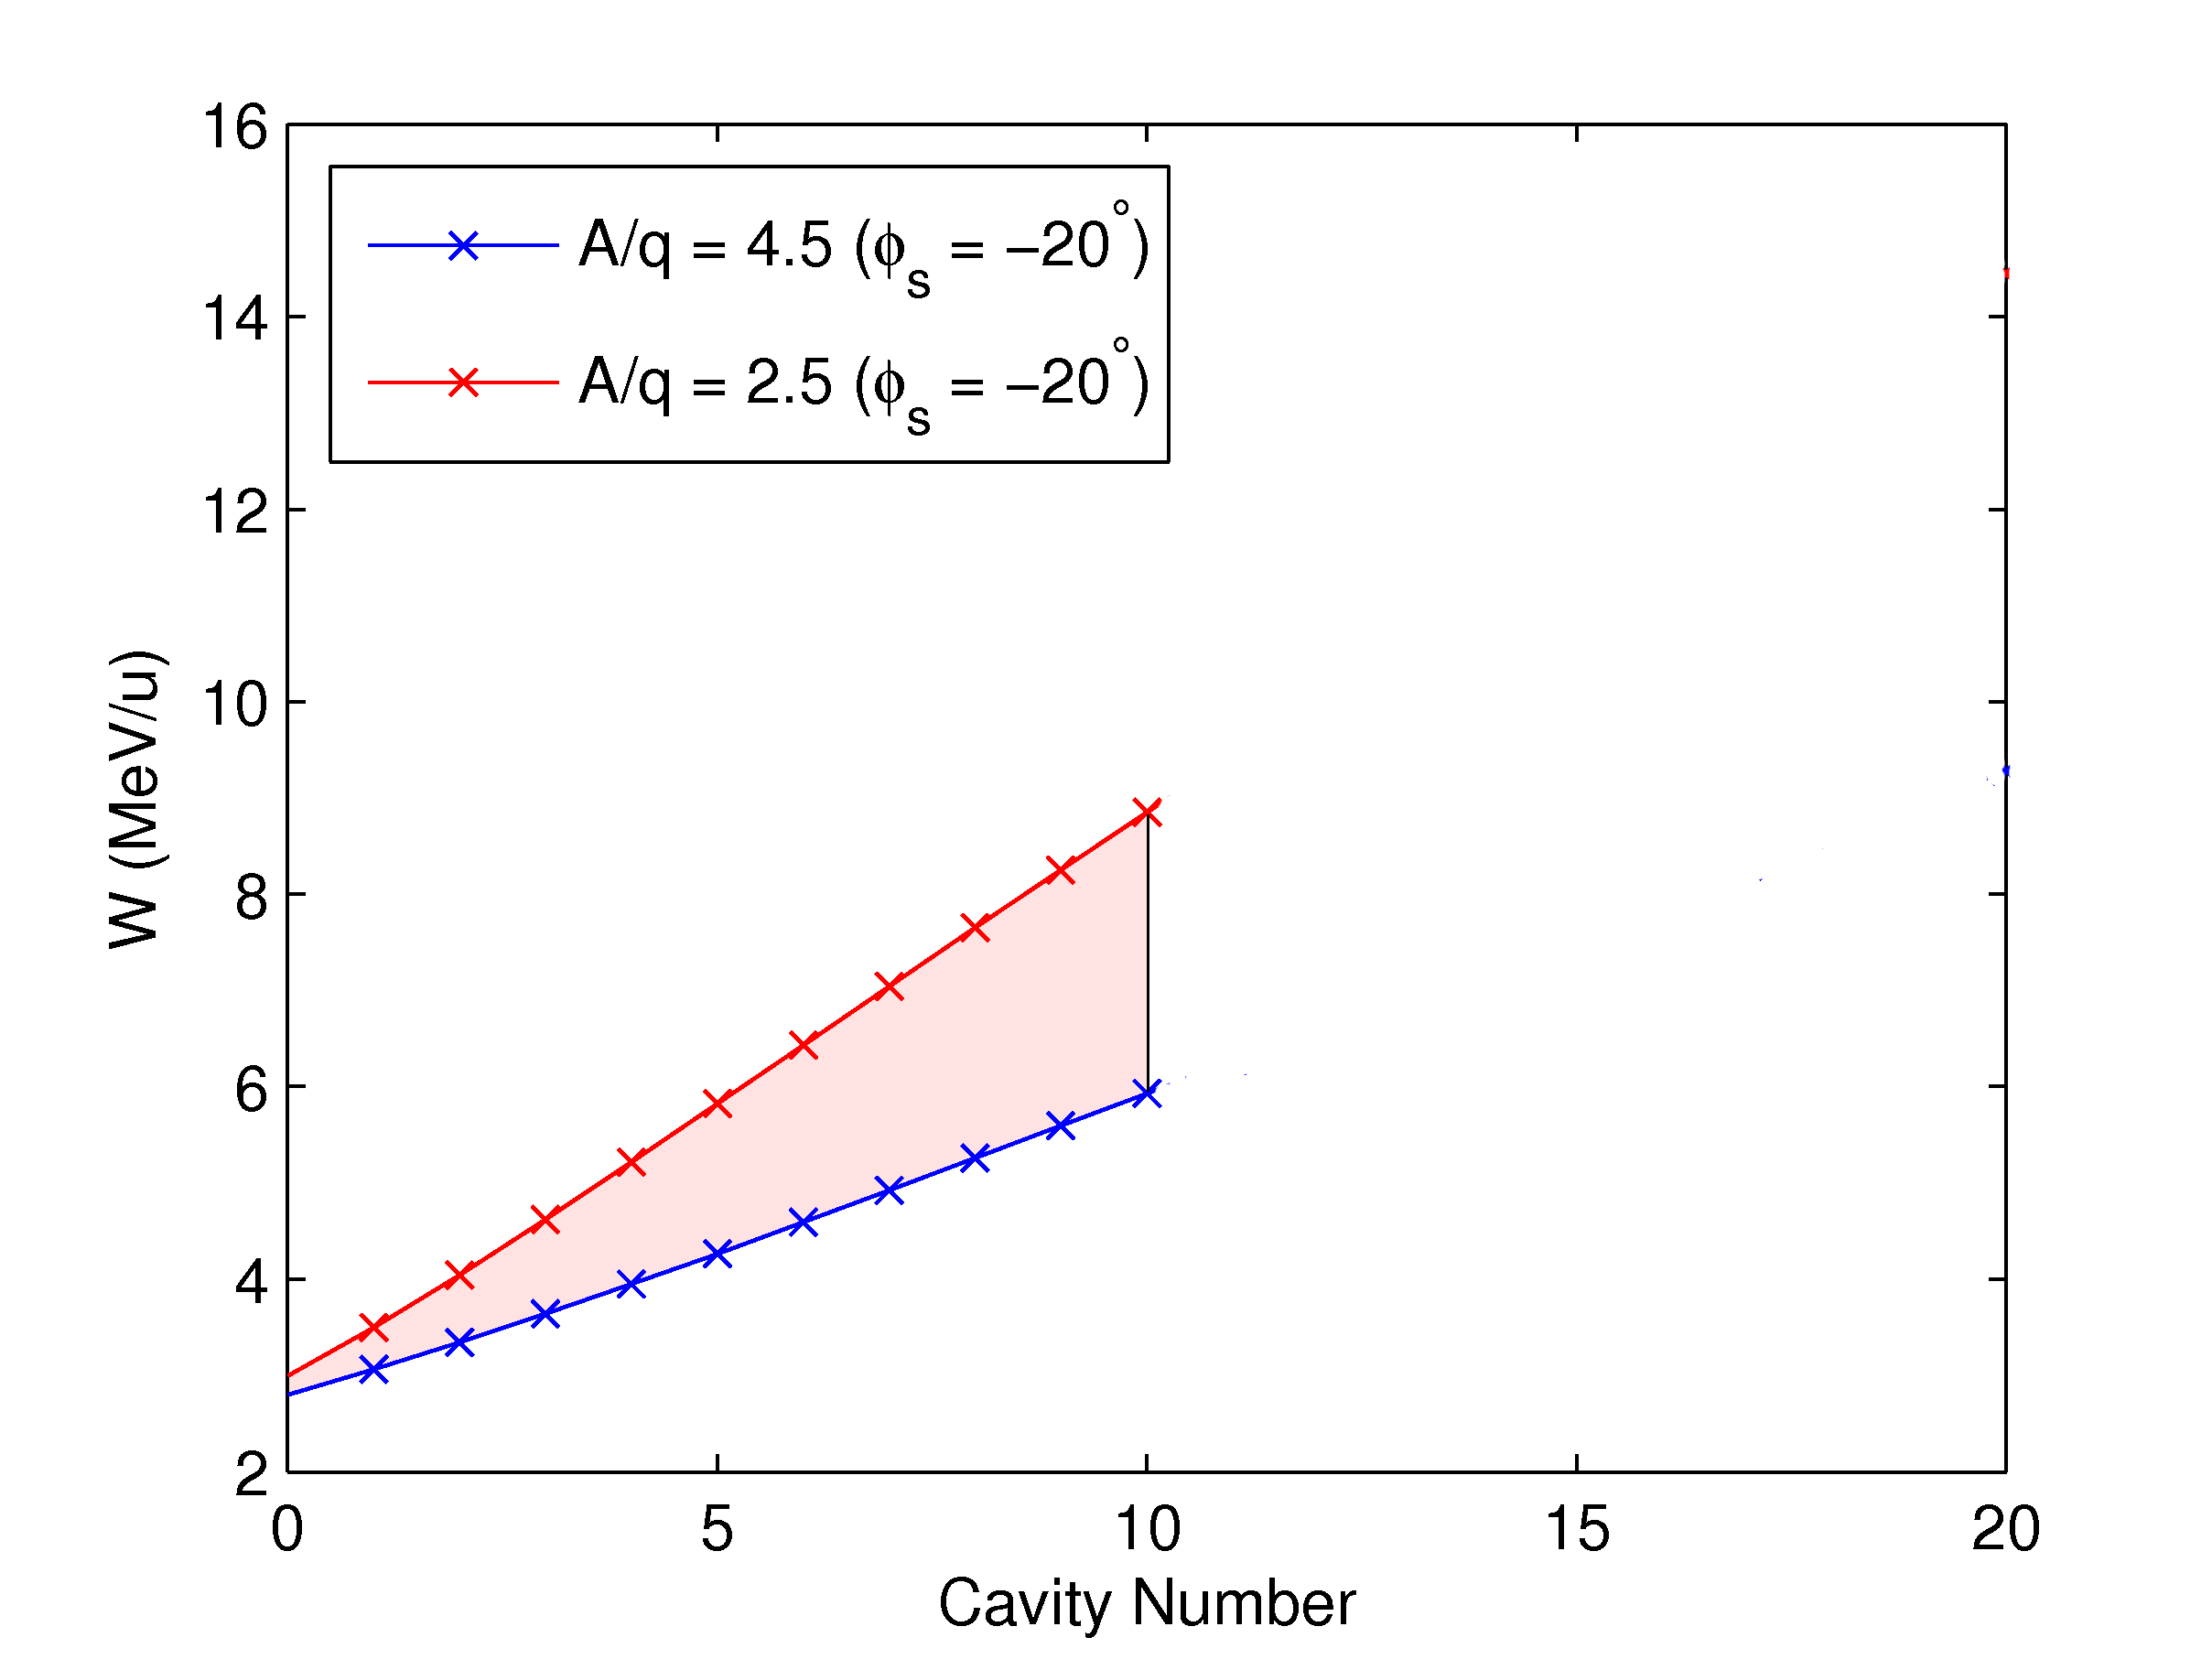 16
14
12
10
8
6
4
2
W (MeV/u)
A/q = 4.5 (ϕs = −20°)
A/q = 2.5 (ϕs = −20°)
0 5 10 15 20
Cavity Number